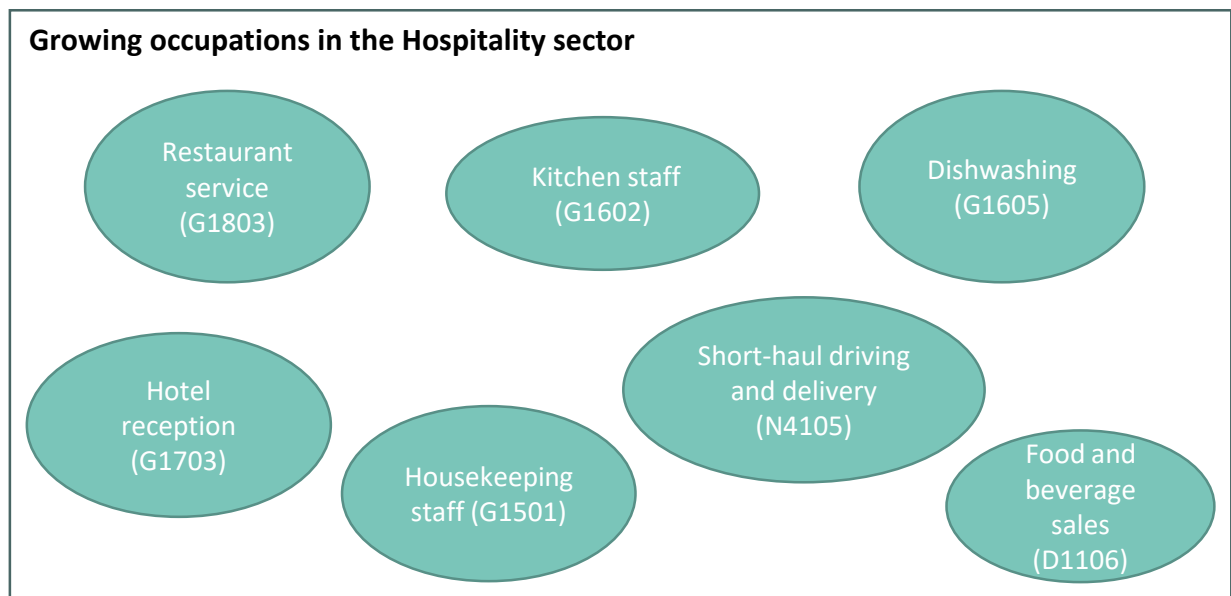 Growing occupations in the Hospitality sector
Restaurant
service
(G1803)
Kitchen staff
(G1602)
Dishwashing
(G1605)
Hotel
reception
(G1703)
Housekeeping
staff (G1501)
Short-haul driving
and delivery
(N4105)
Food and
beverage
sales
(D1106)